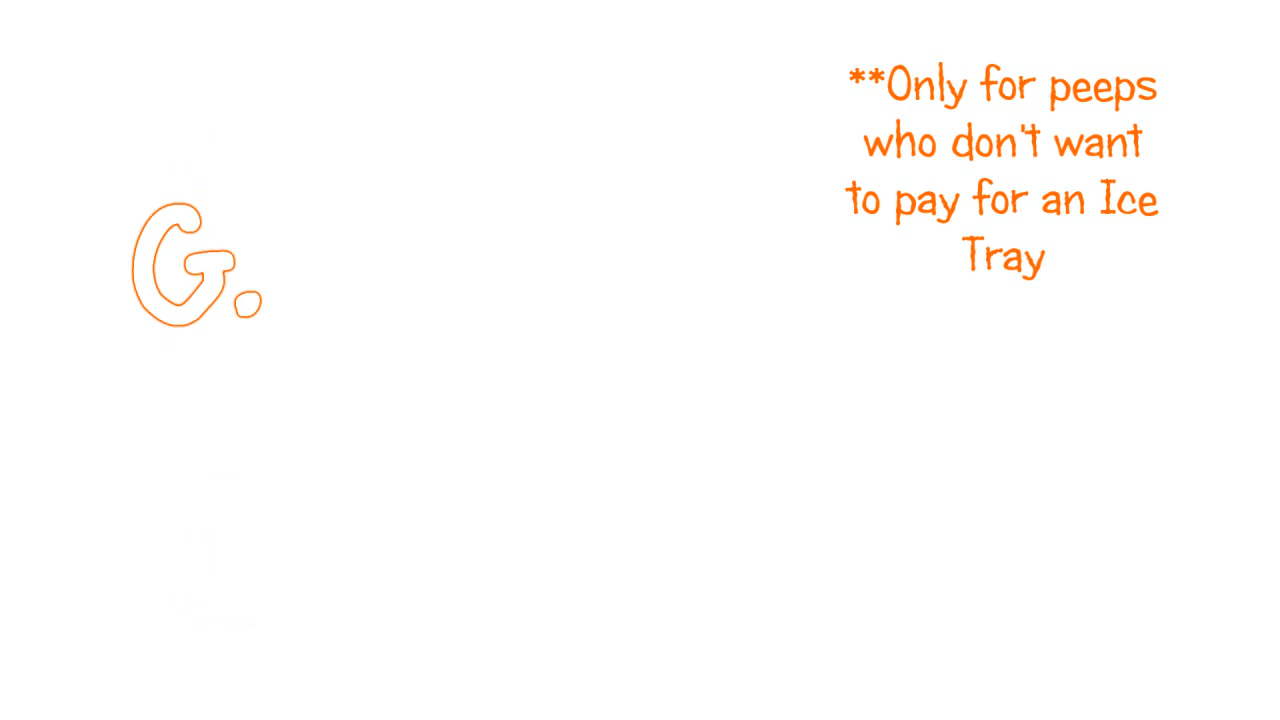 **Only for peeps
who don't want
to pay for an Ice
Tray
G.